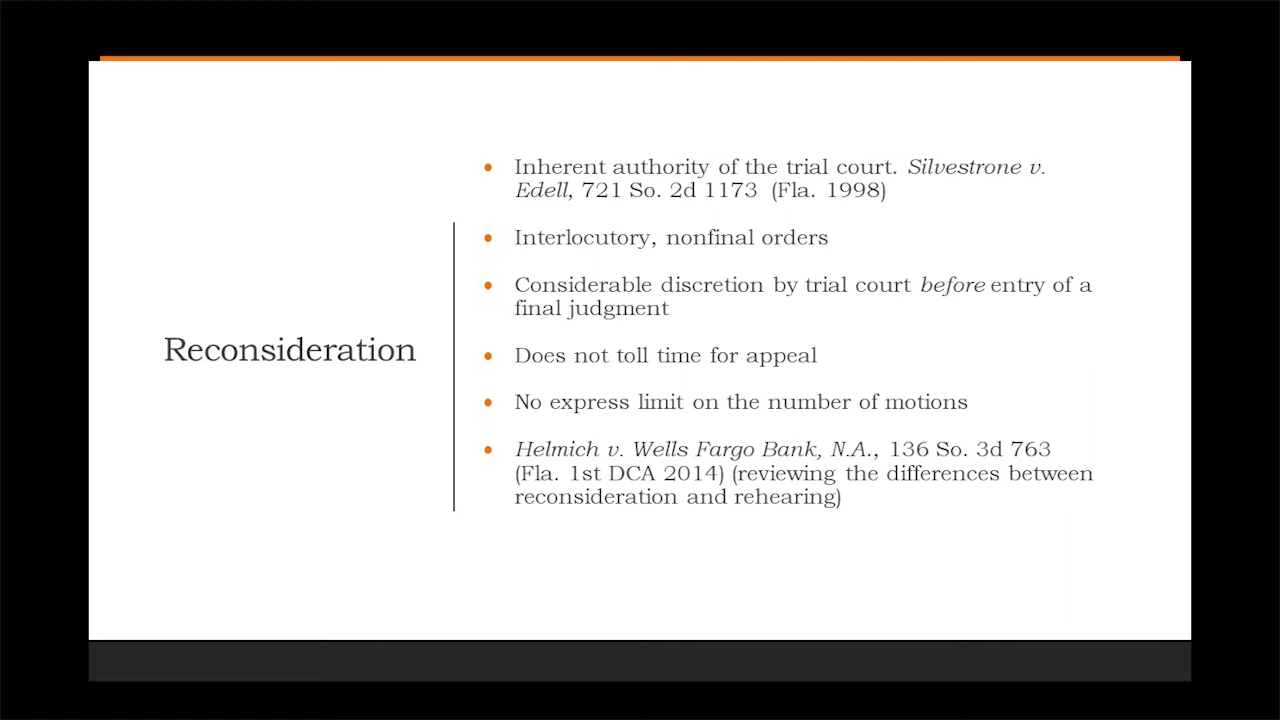 Reconsideration
Inherent authority of the trial court. Silvestrone v.
Edell, 721 So. 2d 1173 (Fla. 1998)
Interlocutory, nonfinal orders
Considerable discretion by trial court before entry of a
final judgment
Does not toll time for appeal
No express limit on the number of motions
Helmich v. Wells Fargo Bank, N.A., 136 So. 3d 763
(Fla. 1st DCA 2014) (reviewing the differences between
reconsideration and rehearing)